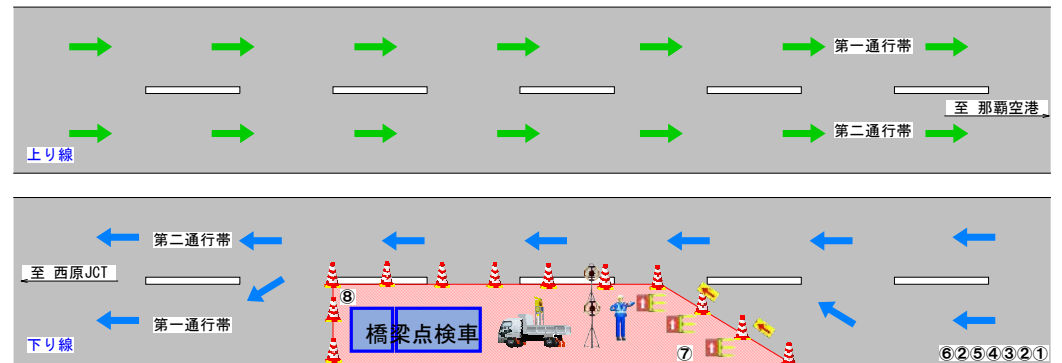 第一通行帯
至 那覇空港
第二通行帯
上り線
第二通行帯
至 西原JCT
⑧
第一通行帯
橋梁点検車
下り線
⑦
⑥②⑤④③②①